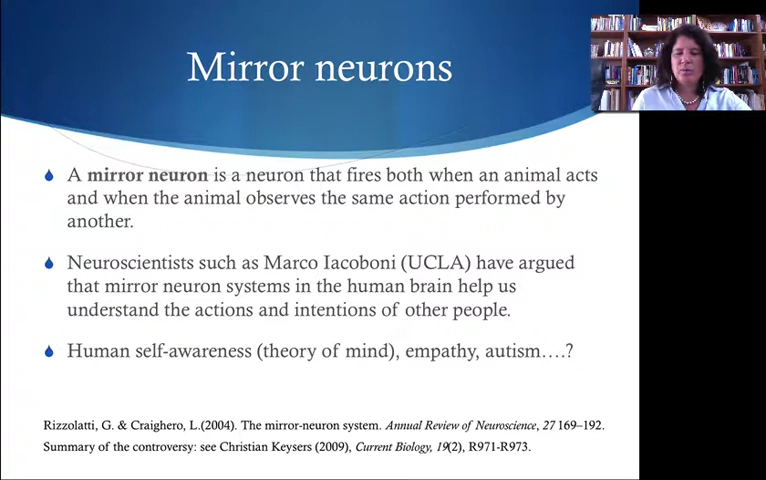 Mirror neurons
A mirror neuron is a neuron that fires both when an animal acts
and when the animal observes the same action performed by
another.
Neuroscientists such as Marco Iacoboni (UCLA) have argued
that mirror neuron systems in the human brain help us
understand the actions and intentions of other people.
Human self-awareness (theory of mind), empathy, autism….?
Rizzolatti, G. & Craighero, L.(2004). The mirror-neuron system. Annual Review of Neuroscience, 27 169–192.
Summary of the controversy: see Christian Keysers (2009), Current Biology, 19(2), R971-R973.